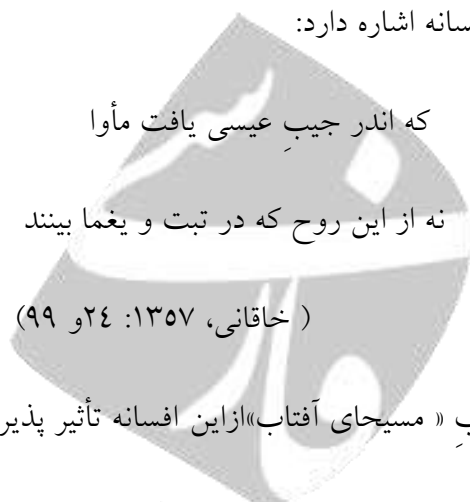 سانه اشاره دارد:
که اندر جیبِ عیسی یافت مأوا
نه از این روح که در تبت و یغما بینند
( خاقانی، ۱۳۵۷: ۲٤و ۹۹)
بِ « مسیحای آفتاب»ازاین افسانه تأثیر پذیر